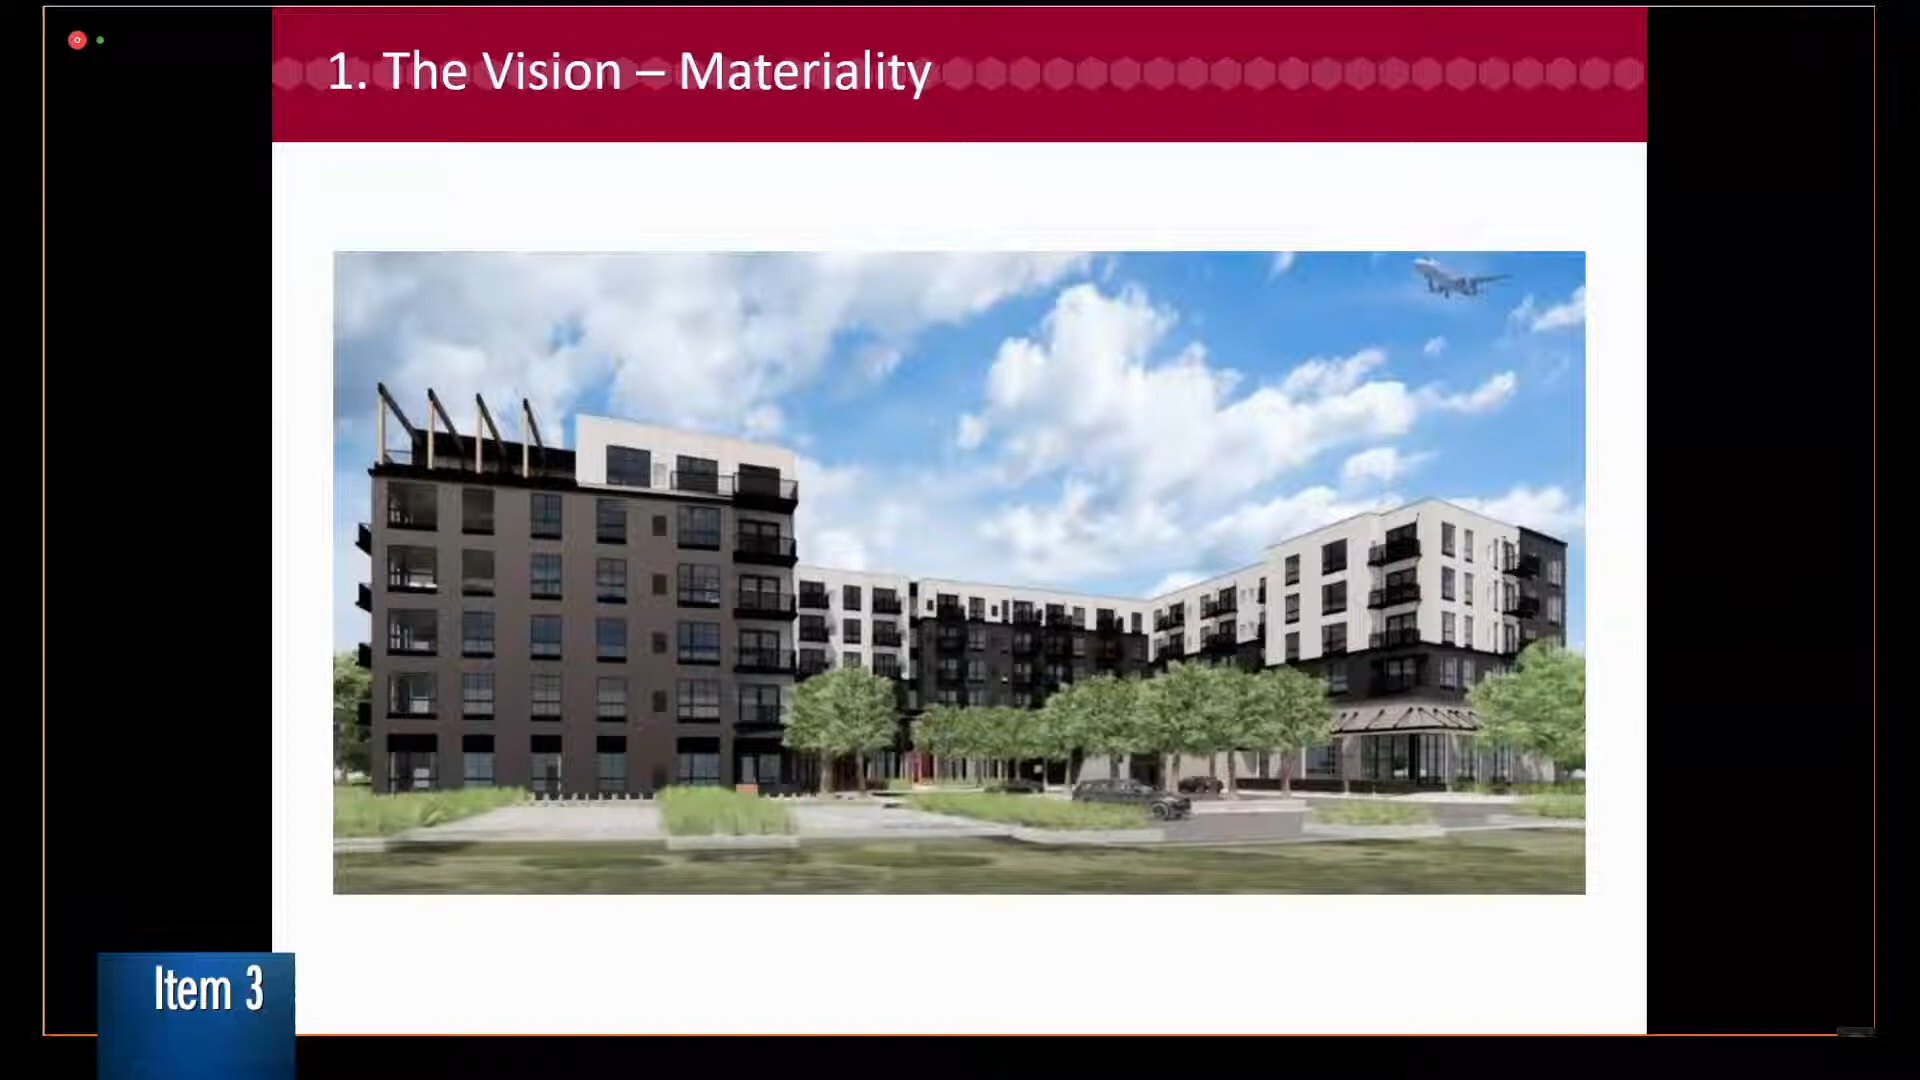 1. The Vision – Materiality
Item 3